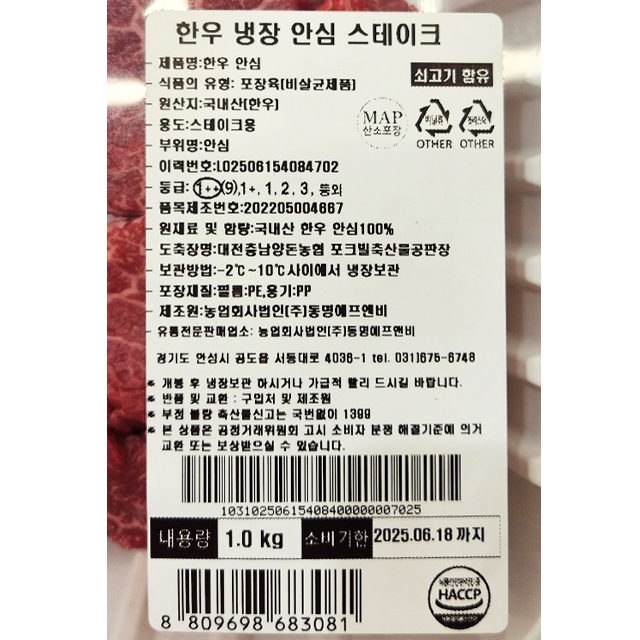 한우 냉장 안심 스테이크
제품명:한우 안심
식품의 유형: 포장육(비살균제품)
쇠고기 함유
원산지:국내산(한우)
용도:스테이크용
MAP
산소포장
비닐류
OTHER
OTHER
부위명:안심
이력번호:L02506154084702
등급: 1++(9),1+, 1, 2, 3, 등외
품목제조번호:202205004667
원재료 및 함량:국내산 한우 안심100%
도축장명:대전충남양돈농협 포크빌축산물공판장
보관방법:-2℃~10℃사이에서 냉장보관
포장재질:필름:PE,용기:PP
제조원:농업회사법인(주)동명에프앤비
유통전문판매업소: 농업회사법인(주)동명에프앤비
경기도 안성시 공도읍 서동대로 4036-1 tel. 031)675-6748
* 개봉 후 냉장보관 하시거나 가급적 빨리 드시길 바랍니다.
* 반품 및 교환 : 구입처 및 제조원
* 부정 불량 축산물신고는 국번없이 1399
* 본 상품은 공정거래위원회 고시 소비자 분쟁 해결기준에 의거
교환 또는 보상받으실 수 있습니다.
10310250615408400000007025
내용량 1.0 kg 소비기한 2025.06.18 까지
8 809698 683081
HACCP